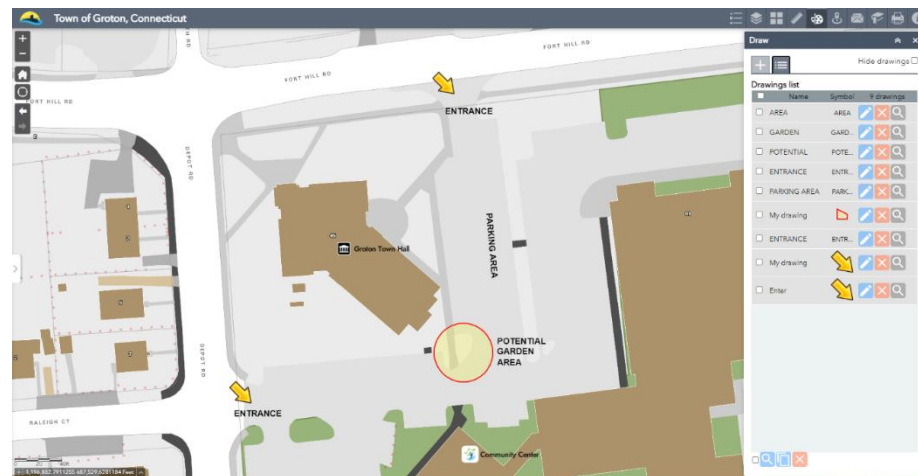 Town of Groton, Connecticut
Draw
Hide drawings
Drawings list
Name Symbol 9 drawings
AREA AREA
GARDEN GARD...
POTENTIAL POTE...
ENTRANCE ENTR...
PARKING AREA PARK...
My drawing
ENTRANCE ENTR...
My drawing
Enter
FORT HILL RD
FORT HILL RD
FORT HILL RD
ENTRANCE
DEPOT RD
PARKING AREA
Groton Town Hall
POTENTIAL
GARDEN
AREA
DEPOT RD
ENTRANCE
RALEIGH CT
Community Center